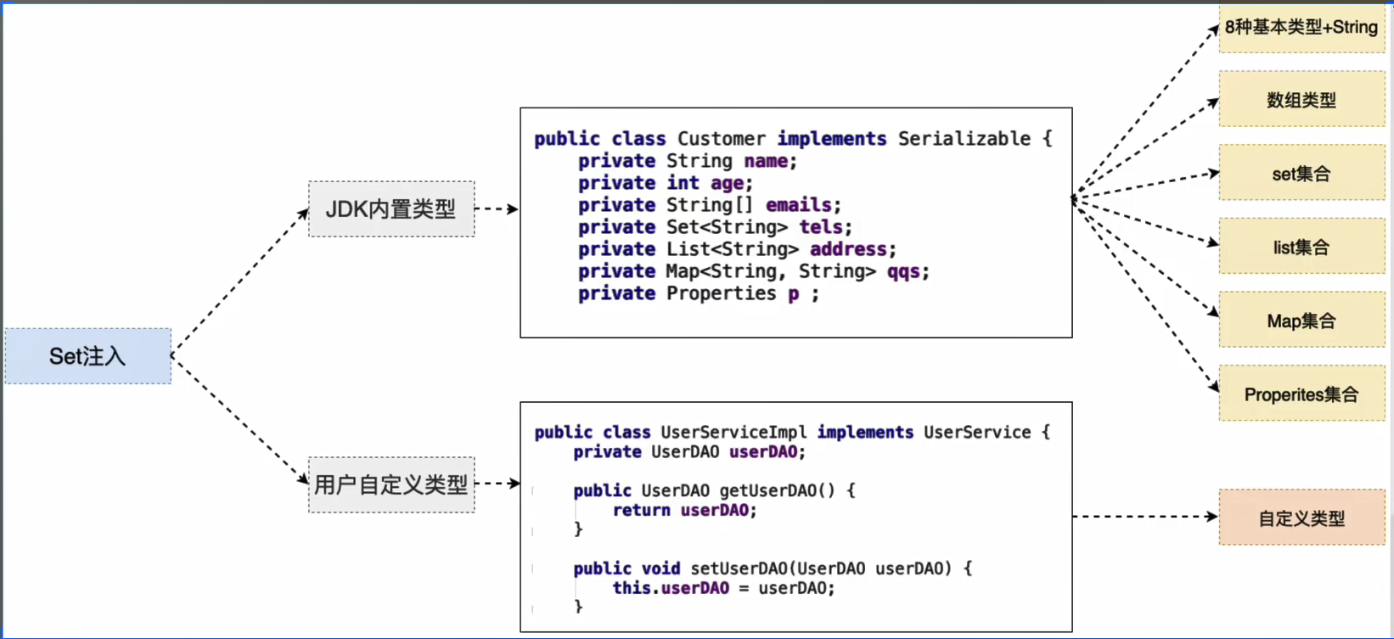 Set注入
JDK内置类型
用户自定义类型
public class Customer implements Serializable {
    private String name;
    private int age;
    private String[] emails;
    private Set<String> tels;
    private List<String> address;
    private Map<String, String> qqs;
    private Properties p ;
public class UserServiceImpl implements UserService {
    private UserDAO userDAO;
    public UserDAO getUserDAO() {
        return userDAO;
    }
    public void setUserDAO(UserDAO userDAO) {
        this.userDAO = userDAO;
    }
8种基本类型+String
数组类型
set集合
list集合
Map集合
Properites集合
自定义类型